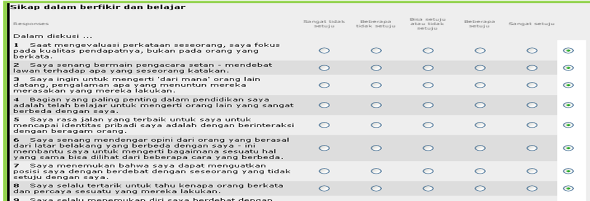 Sikap dalam berfikir dan belajar
Responses
Sangat tidak setuju
Beberapa setuju
Bisa setuju atau tidak setuju
Beberapa setuju
Sangat setuju
Dalam diskusi ...
1 Saat mengevaluasi perkataan seseorang, saya fokus
pada kualitas pendapatnya, bukan pada orang yang
berkata.
2 Saya senang bermain pengacara setan - mendebat
lawan terhadap apa yang seseorang katakan.
3 Saya ingin untuk mengerti 'dari mana' orang lain
datang, pengalaman apa yang menuntun mereka
merasakan yang mereka lakukan.
4 Bagian yang paling penting dalam pendidikan saya
adalah telah belajar untuk mengerti orang lain yang sangat
berbeda dengan saya.
5 Saya rasa jalan yang terbaik untuk saya untuk
mencapai identitas pribadi saya adalah dengan berinteraksi
dengan beragam orang.
6 Saya senang mendengar opini dari orang yang berasal
dari latar belakang yang berbeda dengan saya - ini
membantu saya untuk mengerti bagaimana sesuatu hal
yang sama bisa dilihat dari beberapa cara yang berbeda.
7 Saya menemukan bahwa saya dapat menguatkan
posisi saya dengan berdebat dengan seseorang yang tidak
setuju dengan saya.
8 Saya selalu tertarik untuk tahu kenapa orang berkata
dan percaya sesuatu yang mereka lakukan.
9 Saya selalu menemukan diri saya berdebat dengan